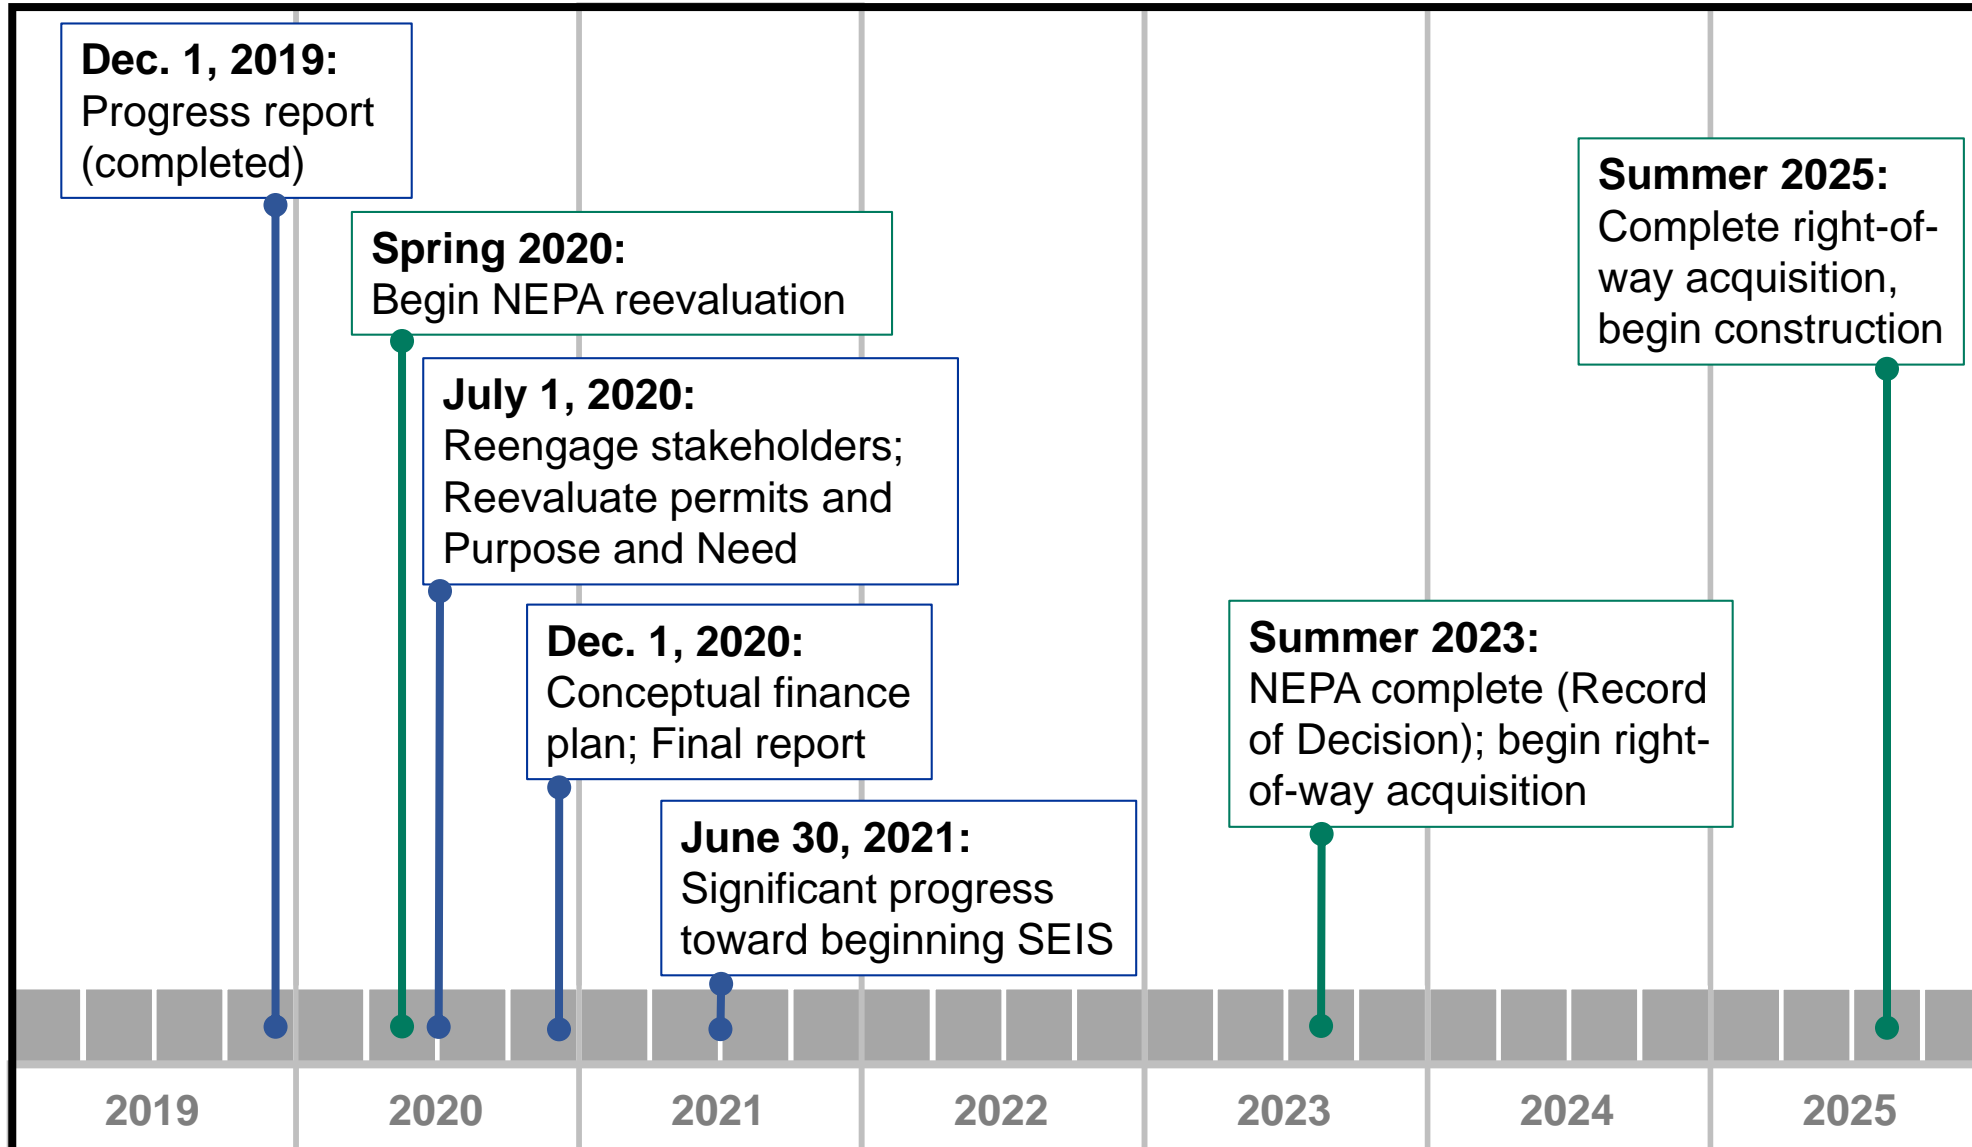 Dec. 1, 2019:
Progress report
(completed)
Spring 2020:
Begin NEPA reevaluation
July 1, 2020:
Reengage stakeholders;
Reevaluate permits and
Purpose and Need
Dec. 1, 2020:
Conceptual finance
plan; Final report
June 30, 2021:
Significant progress
toward beginning SEIS
Summer 2023:
NEPA complete (Record
of Decision); begin right-
of-way acquisition
Summer 2025:
Complete right-of-
way acquisition,
begin construction
2019 2020 2021 2022 2023 2024 2025